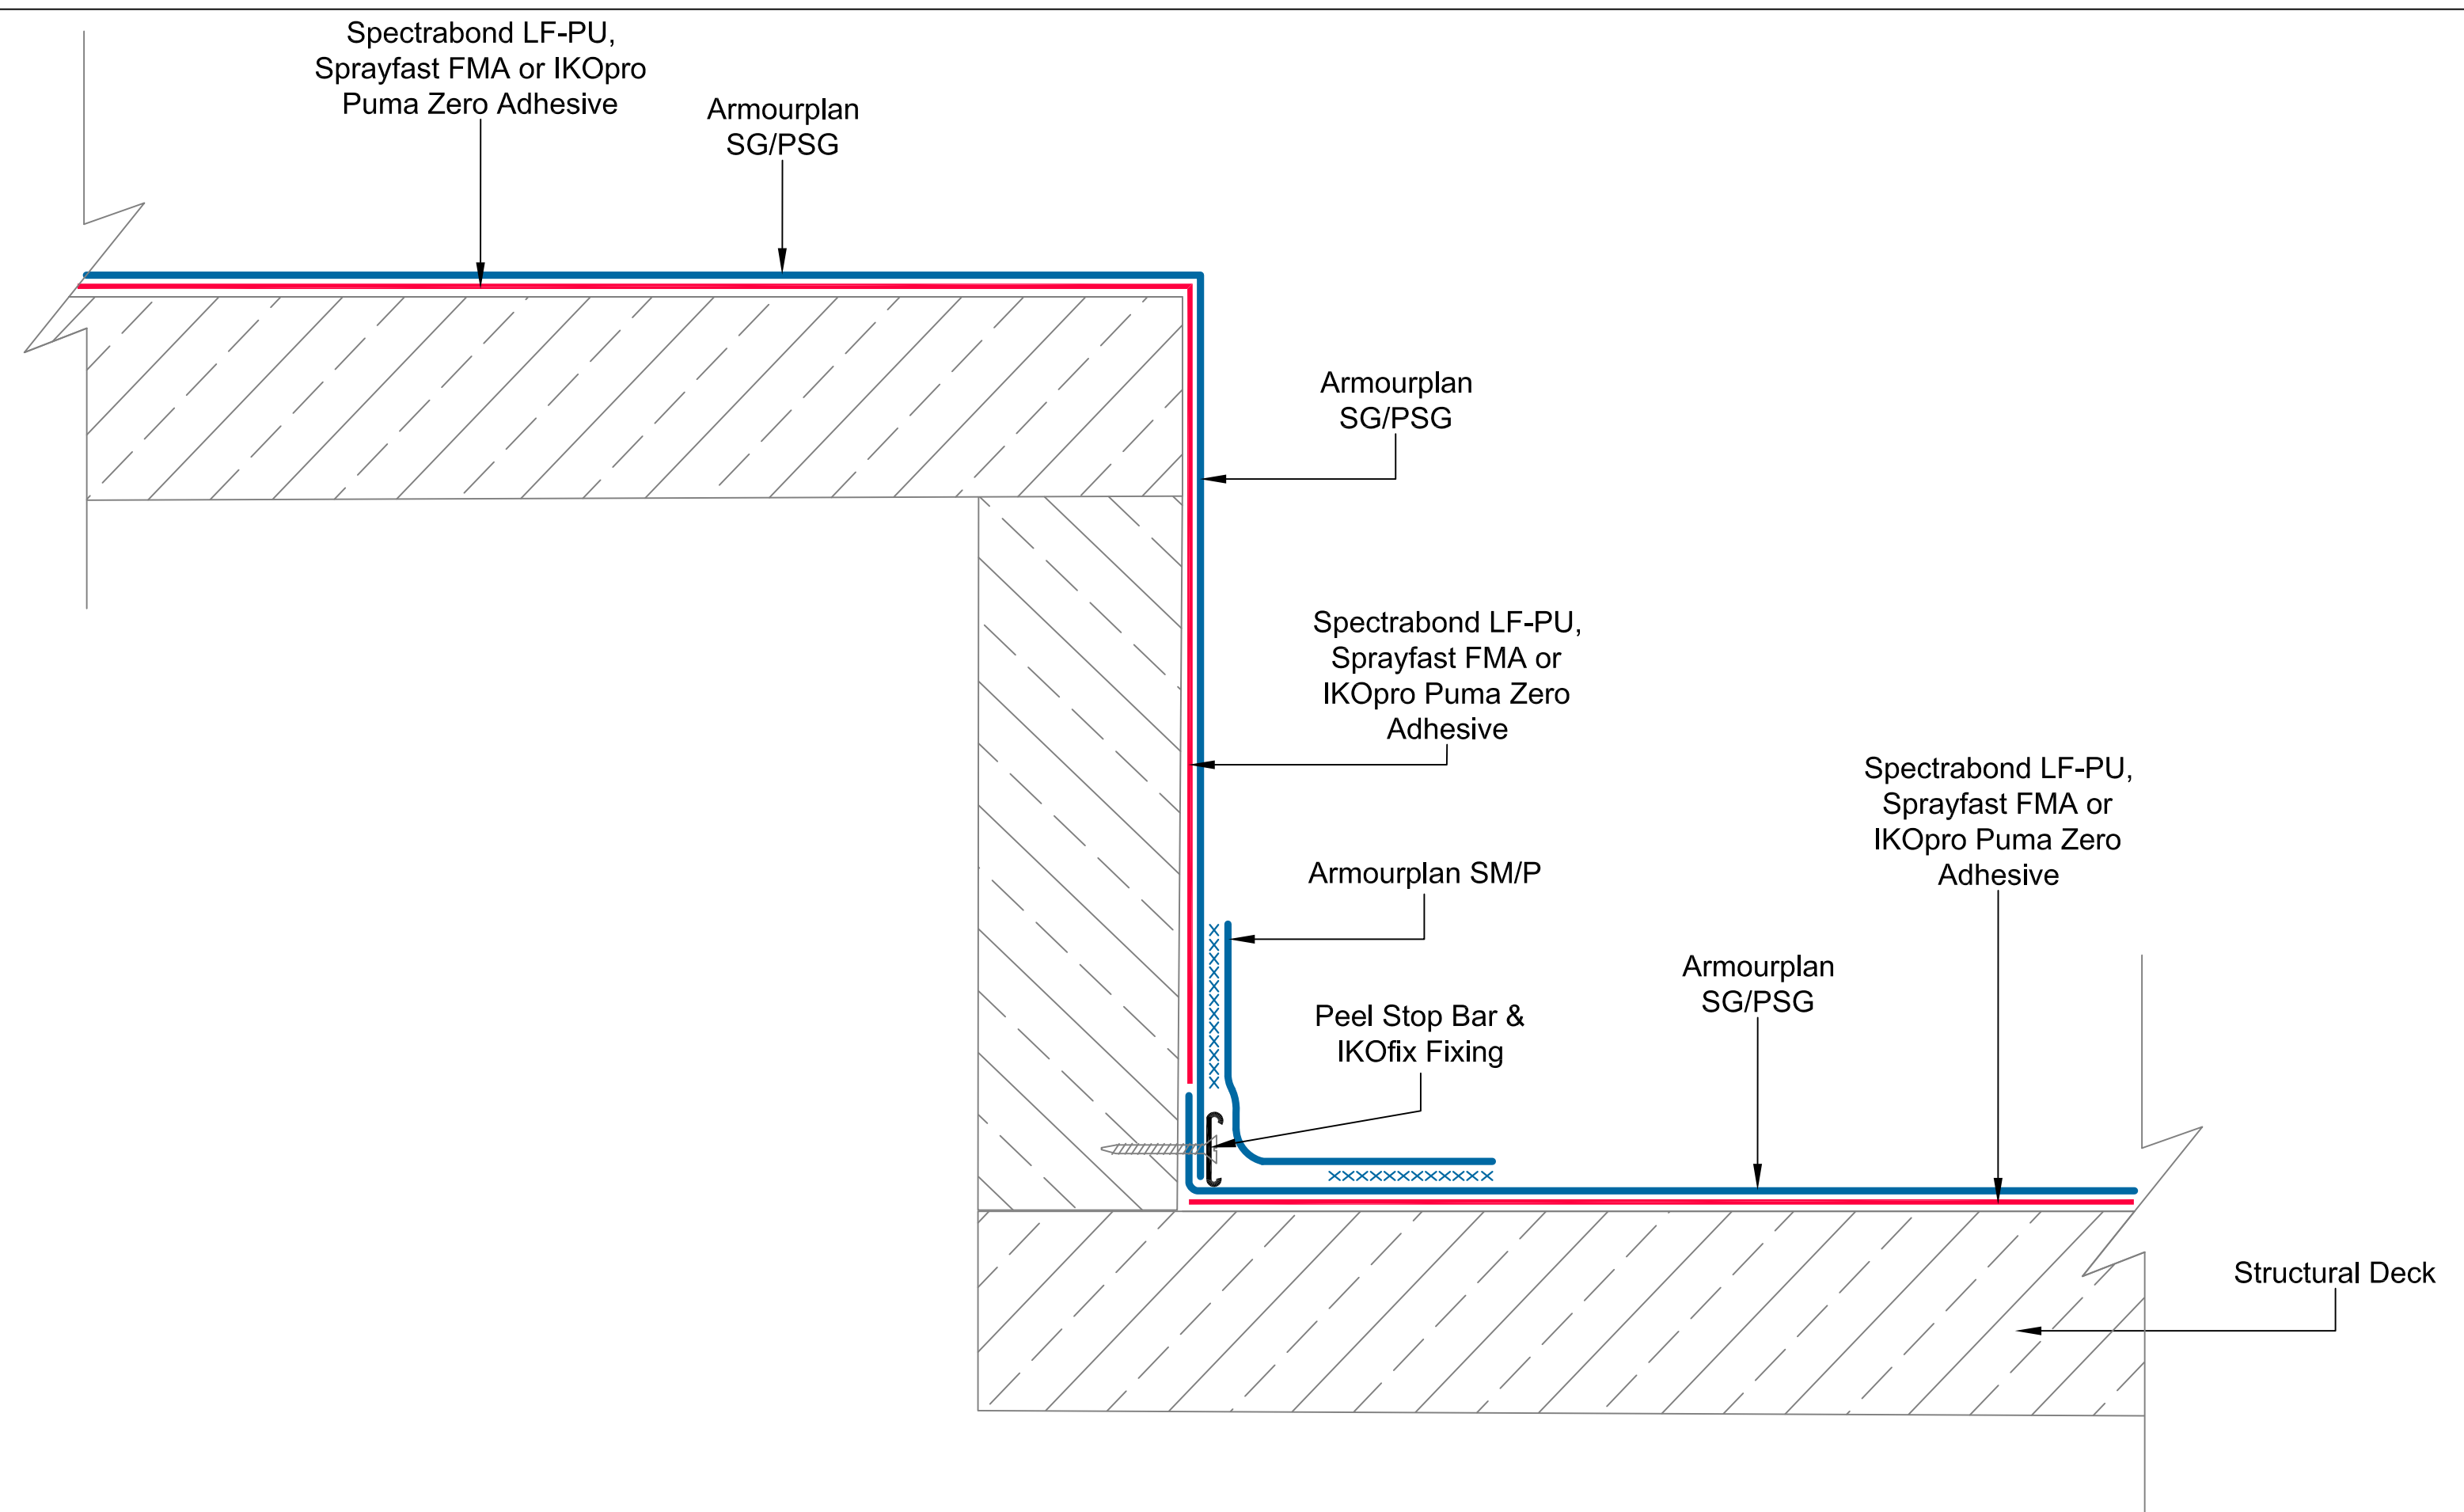 Spectrabond LF-PU,
Sprayfast FMA or IKOpro
Puma Zero Adhesive
Armourplan
SG/PSG
Armourplan
SG/PSG
Spectrabond LF-PU,
Sprayfast FMA or
IKOpro Puma Zero
Adhesive
Spectrabond LF-PU,
Sprayfast FMA or
IKOpro Puma Zero
Adhesive
Armourplan SM/P
Armourplan
SG/PSG
Peel Stop Bar &
IKOfix Fixing
Structural Deck